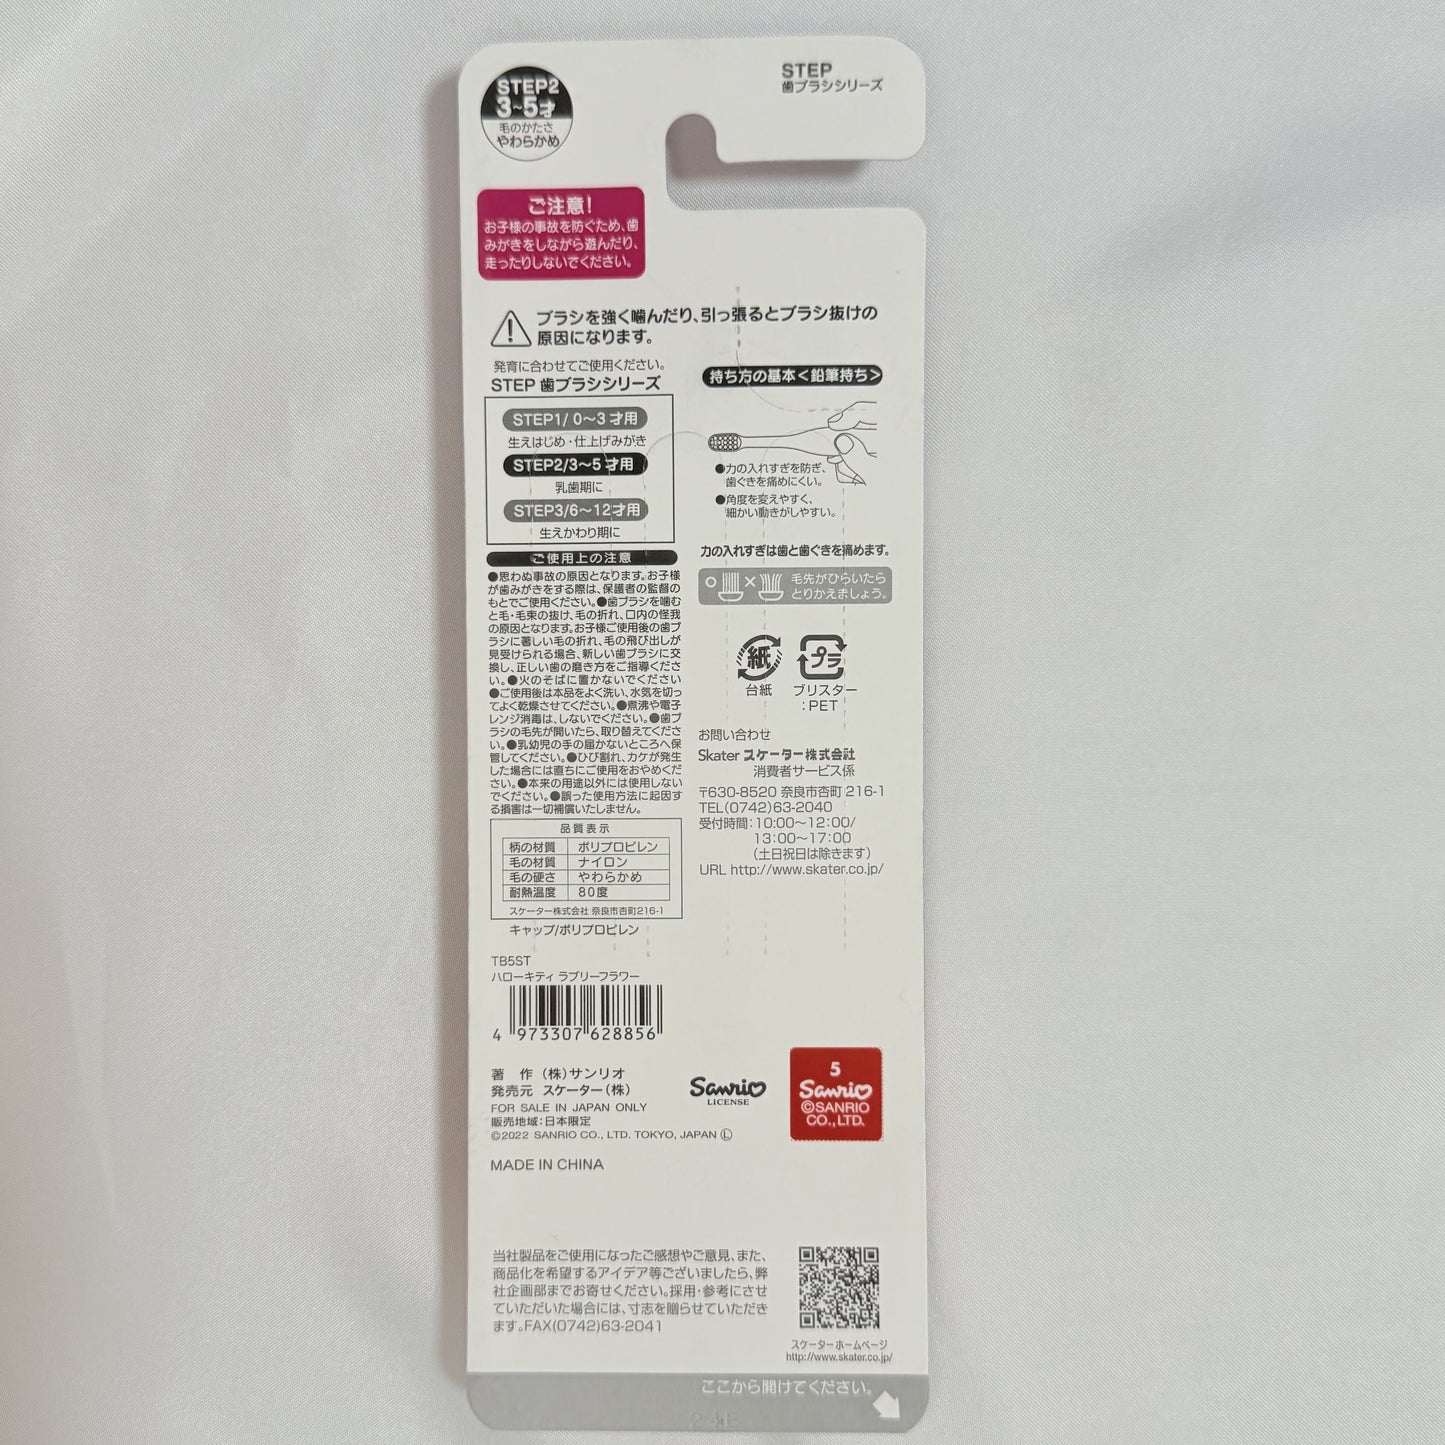 STEP2
3~5才
毛のかたさ
やわらかめ
STEP
歯ブラシシリーズ
ご注意!
お子様の事故を防ぐため、歯
みがきをしながら遊んだり、
走ったりしないでください。
ブラシを強く噛んだり、引っ張るとブラシ抜けの
原因になります。
発育に合わせてご使用ください。
STEP 歯ブラシシリーズ
STEP1/ 0～3 才用
生えはじめ・仕上げみがき
STEP2/3～5 才用
乳歯期に
STEP3/6～12才用
生えかわり期に
ご使用上の注意
●思わぬ事故の原因となります。お子様
が歯みがきをする際は、保護者の監督の
もとでご使用ください。●歯ブラシを噛む
と毛・毛束の抜け、毛の折れ、口内の怪我
の原因となります。お子様ご使用後の歯ブ
ラシに著しい毛の折れ、毛の飛び出しが
見受けられる場合、新しい歯ブラシに交
換し、正しい歯の磨き方をご指導くださ
い。●火のそばに置かないでください
●ご使用後は本品をよく洗い、水気を切っ
てよく乾燥させてください。●煮沸や電子
レンジ消毒は、しないでください。●歯ブ
ラシの毛先が開いたら、取り替えてくださ
い。●乳幼児の手の届かないところへ保
管してください。●ひび割れ、カケが発生
した場合には直ちにご使用をおやめくだ
さい。●本来の用途以外には使用しない
でください。●誤った使用方法に起因す
る損害は一切補償いたしません。
品質表示
柄の材質 ポリプロピレン
毛の材質 ナイロン
毛の硬さ やわらかめ
耐熱温度 80度
スケーター株式会社 奈良市杏町216-1
キャップ/ポリプロピレン
持ち方の基本<鉛筆持ち>
●力の入れすぎを防ぎ、
歯ぐきを痛めにくい。
●角度を変えやすく、
細かい動きがしやすい。
力の入れすぎは歯と歯ぐきを痛めます。
○ × 毛先がひらいたら
とりかえましょう。
紙
プラ
台紙
ブリスター
:PET
お問い合わせ
Skater スケーター株式会社
消費者サービス係
〒630-8520 奈良市杏町 216-1
TEL(0742)63-2040
受付時間:10:00～12:00/
13:00～17:00
(土日祝日は除きます)
URL http://www.skater.co.jp/
TB5ST
ハローキティ ラブリーフラワー
4 973307 628856
著 作 (株)サンリオ
発売元 スケーター(株)
FOR SALE IN JAPAN ONLY
販売地域:日本限定
©2022 SANRIO CO., LTD. TOKYO, JAPAN Ⓛ
MADE IN CHINA
Sanrio
LICENSE
5
Sanrio
©SANRIO
CO.,LTD.
当社製品をご使用になったご感想やご意見、また、
商品化を希望するアイデア等ございましたら、弊
社企画部までお寄せください。採用・参考にさせ
ていただいた場合には、寸志を贈らせていただき
ます。FAX(0742)63-2041
スケーターホームページ
http://www.skater.co.jp/
ここから開けてください。